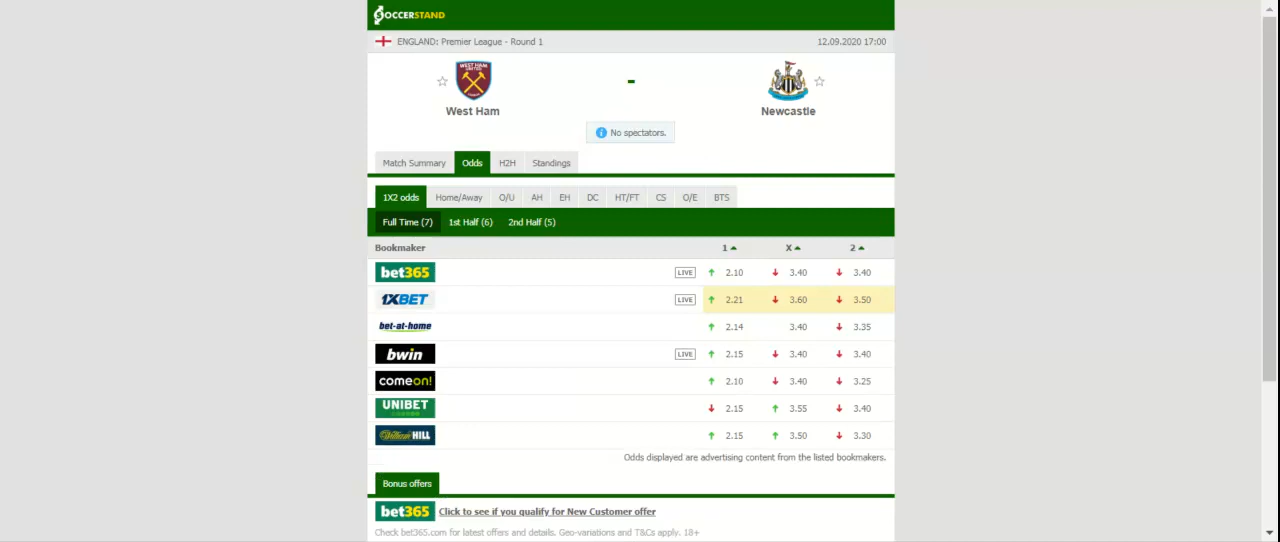 SOCCERSTAND
ENGLAND: Premier League - Round 1 12.09.2020 17:00
-
West Ham Newcastle
No spectators.
Match Summary Odds H2H Standings
1X2 odds Home/Away O/U AH EH DC HT/FT CS O/E BTS
Full Time (7) 1st Half (6) 2nd Half (5)
Bookmaker 1 X 2
bet365 LIVE 2.10 3.40 3.40
1XBET LIVE 2.21 3.60 3.50
bet-at-home 2.14 3.40 3.35
bwin LIVE 2.15 3.40 3.40
comeon! 2.10 3.40 3.25
UNIBET 2.15 3.55 3.40
William HILL 2.15 3.50 3.30
Odds displayed are advertising content from the listed bookmakers.
Bonus offers
bet365 Click to see if you qualify for New Customer offer
Check bet365.com for latest offers and details. Geo-variations and T&Cs apply. 18+